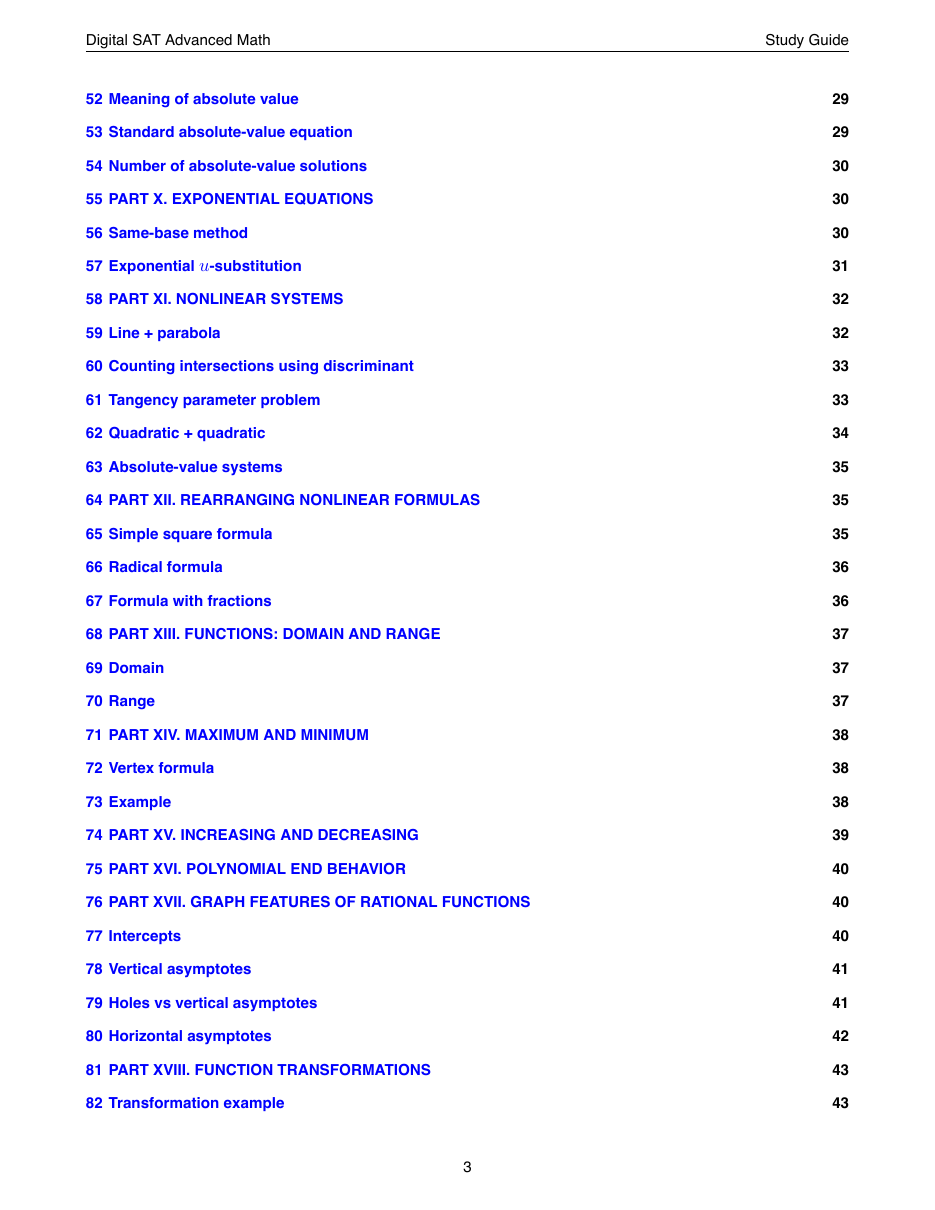 Digital SAT Advanced Math Study Guide
52 Meaning of absolute value 29
53 Standard absolute-value equation 29
54 Number of absolute-value solutions 30
55 PART X. EXPONENTIAL EQUATIONS 30
56 Same-base method 30
57 Exponential u-substitution 31
58 PART XI. NONLINEAR SYSTEMS 32
59 Line + parabola 32
60 Counting intersections using discriminant 33
61 Tangency parameter problem 33
62 Quadratic + quadratic 34
63 Absolute-value systems 35
64 PART XII. REARRANGING NONLINEAR FORMULAS 35
65 Simple square formula 35
66 Radical formula 36
67 Formula with fractions 36
68 PART XIII. FUNCTIONS: DOMAIN AND RANGE 37
69 Domain 37
70 Range 37
71 PART XIV. MAXIMUM AND MINIMUM 38
72 Vertex formula 38
73 Example 38
74 PART XV. INCREASING AND DECREASING 39
75 PART XVI. POLYNOMIAL END BEHAVIOR 40
76 PART XVII. GRAPH FEATURES OF RATIONAL FUNCTIONS 40
77 Intercepts 40
78 Vertical asymptotes 41
79 Holes vs vertical asymptotes 41
80 Horizontal asymptotes 42
81 PART XVIII. FUNCTION TRANSFORMATIONS 43
82 Transformation example 43
3